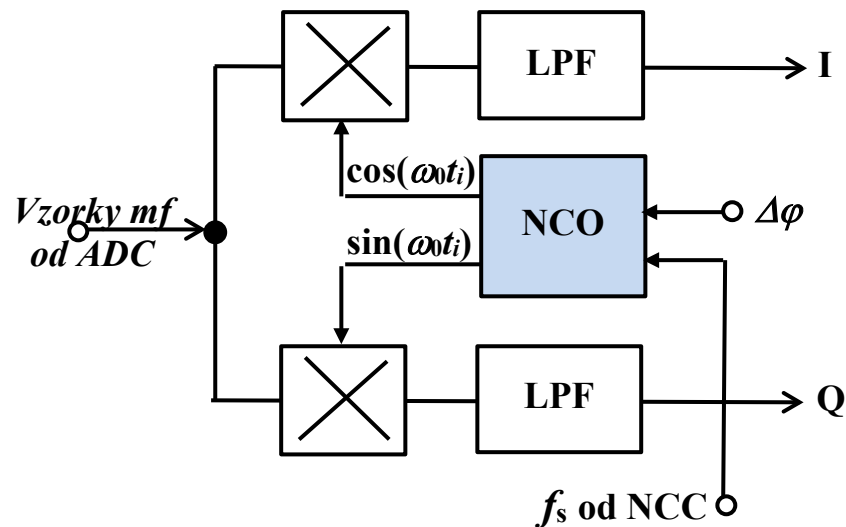 LPF
I
cos(ω₀tᵢ)
Vzorky mf
od ADC
NCO
Δφ
sin(ω₀tᵢ)
LPF
Q
fₛ od NCC